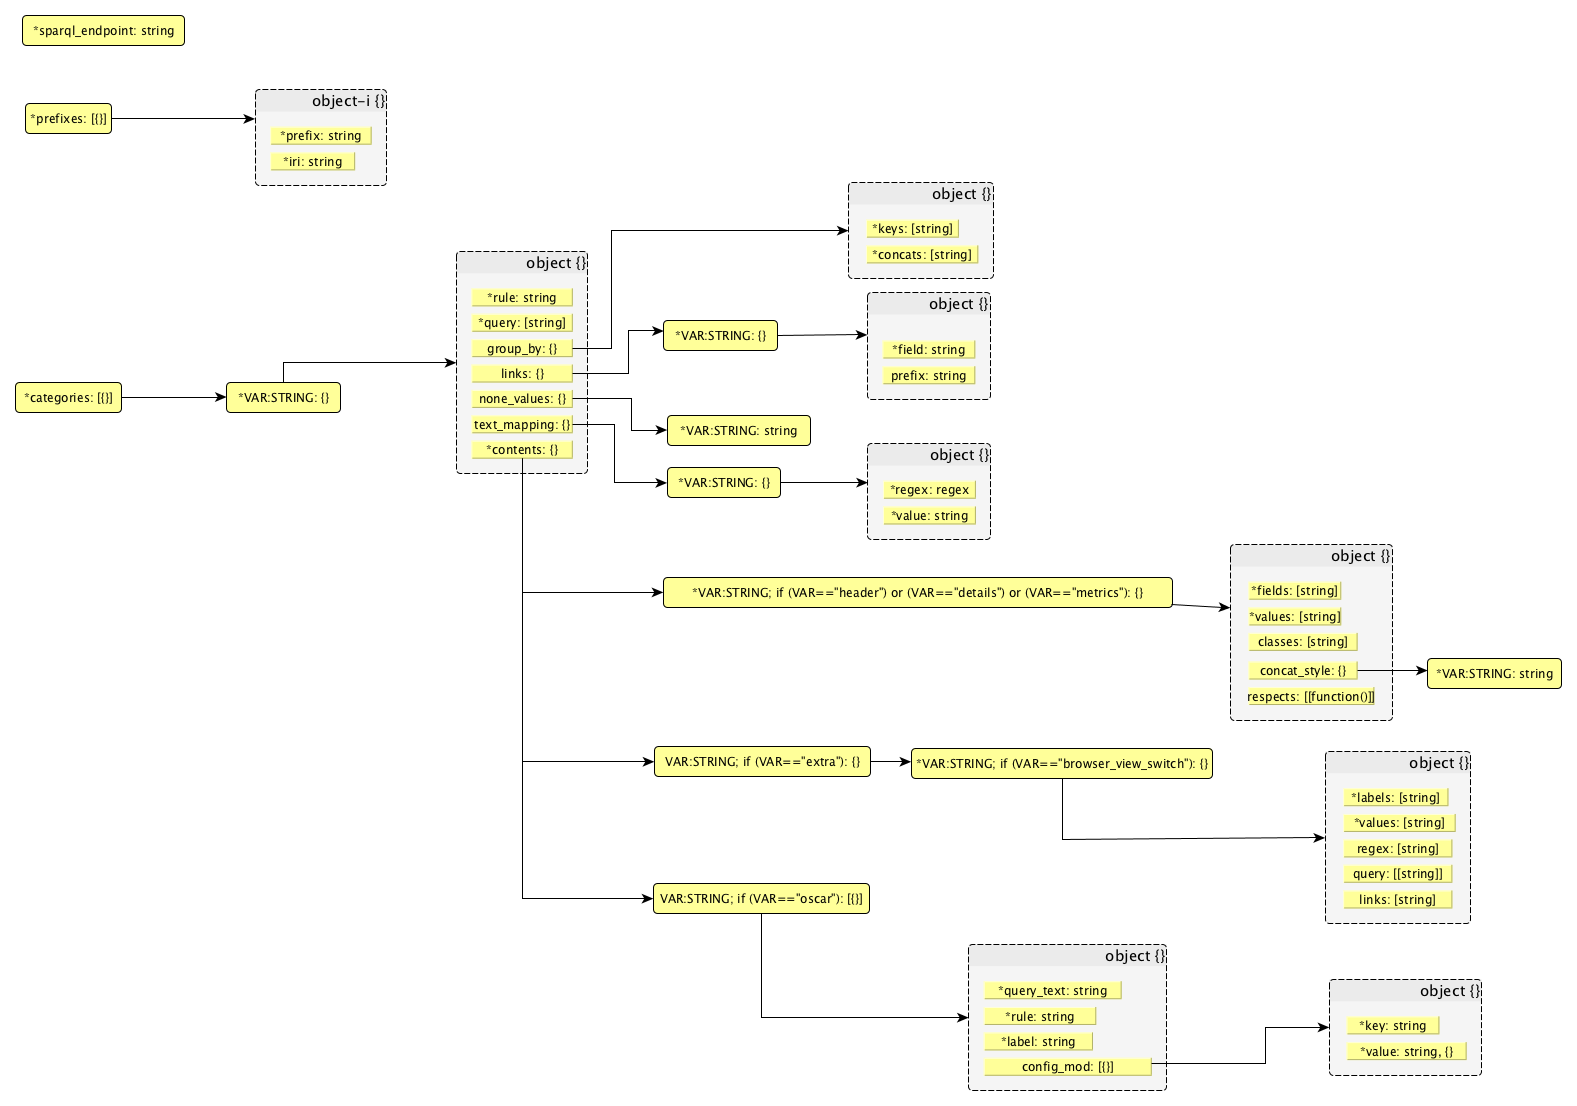 *sparql_endpoint: string
*prefixes: [{}]
object-i {}
*prefix: string
*iri: string
*categories: [{}]
*VAR:STRING: {}
object {}
*rule: string
*query: [string]
group_by: {}
links: {}
none_values: {}
text_mapping: {}
*contents: {}
object {}
*keys: [string]
*concats: [string]
*VAR:STRING: {}
object {}
*field: string
prefix: string
*VAR:STRING: string
*VAR:STRING: {}
object {}
*regex: regex
*value: string
*VAR:STRING; if (VAR=="header") or (VAR=="details") or (VAR=="metrics"): {}
object {}
*fields: [string]
*values: [string]
classes: [string]
concat_style: {}
respects: [[function()]]
*VAR:STRING: string
VAR:STRING; if (VAR=="extra"): {}
*VAR:STRING; if (VAR=="browser_view_switch"): {}
object {}
*labels: [string]
*values: [string]
regex: [string]
query: [[string]]
links: [string]
VAR:STRING; if (VAR=="oscar"): [{}]
object {}
*query_text: string
*rule: string
*label: string
config_mod: [{}]
object {}
*key: string
*value: string, {}